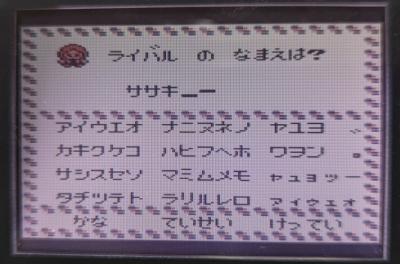 ライバル の なまえは?
ササキ
アイウエオ ナニヌネノ ヤユヨ ゛
カキクケコ ハヒフヘホ ワヲン ゜
サシスセソ マミムメモ ャュョッー
タチツテト ラリルレロ ァィゥェォ
かな ていせい けってい